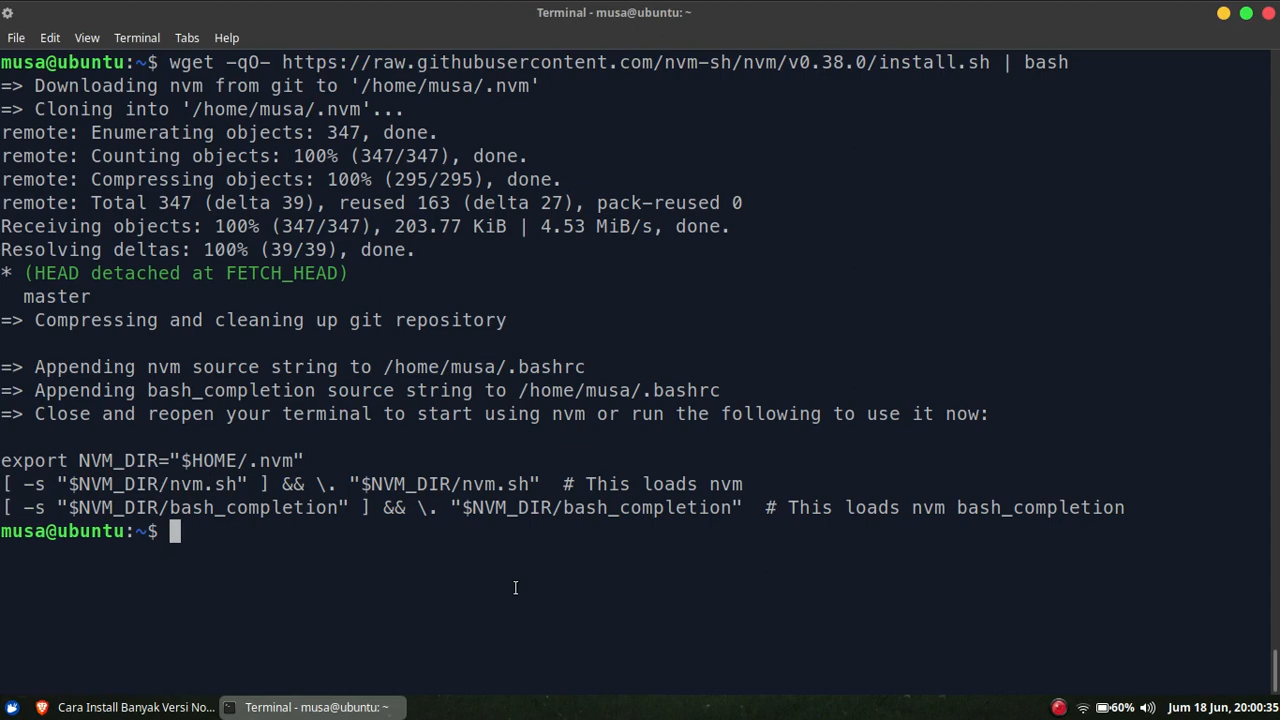 Terminal - musa@ubuntu: ~
File Edit View Terminal Tabs Help
musa@ubuntu:~$ wget -qO- https://raw.githubusercontent.com/nvm-sh/nvm/v0.38.0/install.sh | bash
=> Downloading nvm from git to '/home/musa/.nvm'
=> Cloning into '/home/musa/.nvm'...
remote: Enumerating objects: 347, done.
remote: Counting objects: 100% (347/347), done.
remote: Compressing objects: 100% (295/295), done.
remote: Total 347 (delta 39), reused 163 (delta 27), pack-reused 0
Receiving objects: 100% (347/347), 203.77 KiB | 4.53 MiB/s, done.
Resolving deltas: 100% (39/39), done.
* (HEAD detached at FETCH_HEAD)
  master
=> Compressing and cleaning up git repository
=> Appending nvm source string to /home/musa/.bashrc
=> Appending bash_completion source string to /home/musa/.bashrc
=> Close and reopen your terminal to start using nvm or run the following to use it now:
export NVM_DIR="$HOME/.nvm"
[ -s "$NVM_DIR/nvm.sh" ] && \. "$NVM_DIR/nvm.sh"  # This loads nvm
[ -s "$NVM_DIR/bash_completion" ] && \. "$NVM_DIR/bash_completion"  # This loads nvm bash_completion
musa@ubuntu:~$
Cara Install Banyak Versi No... Terminal - musa@ubuntu: ~ 60% Jum 18 Jun, 20:00:35